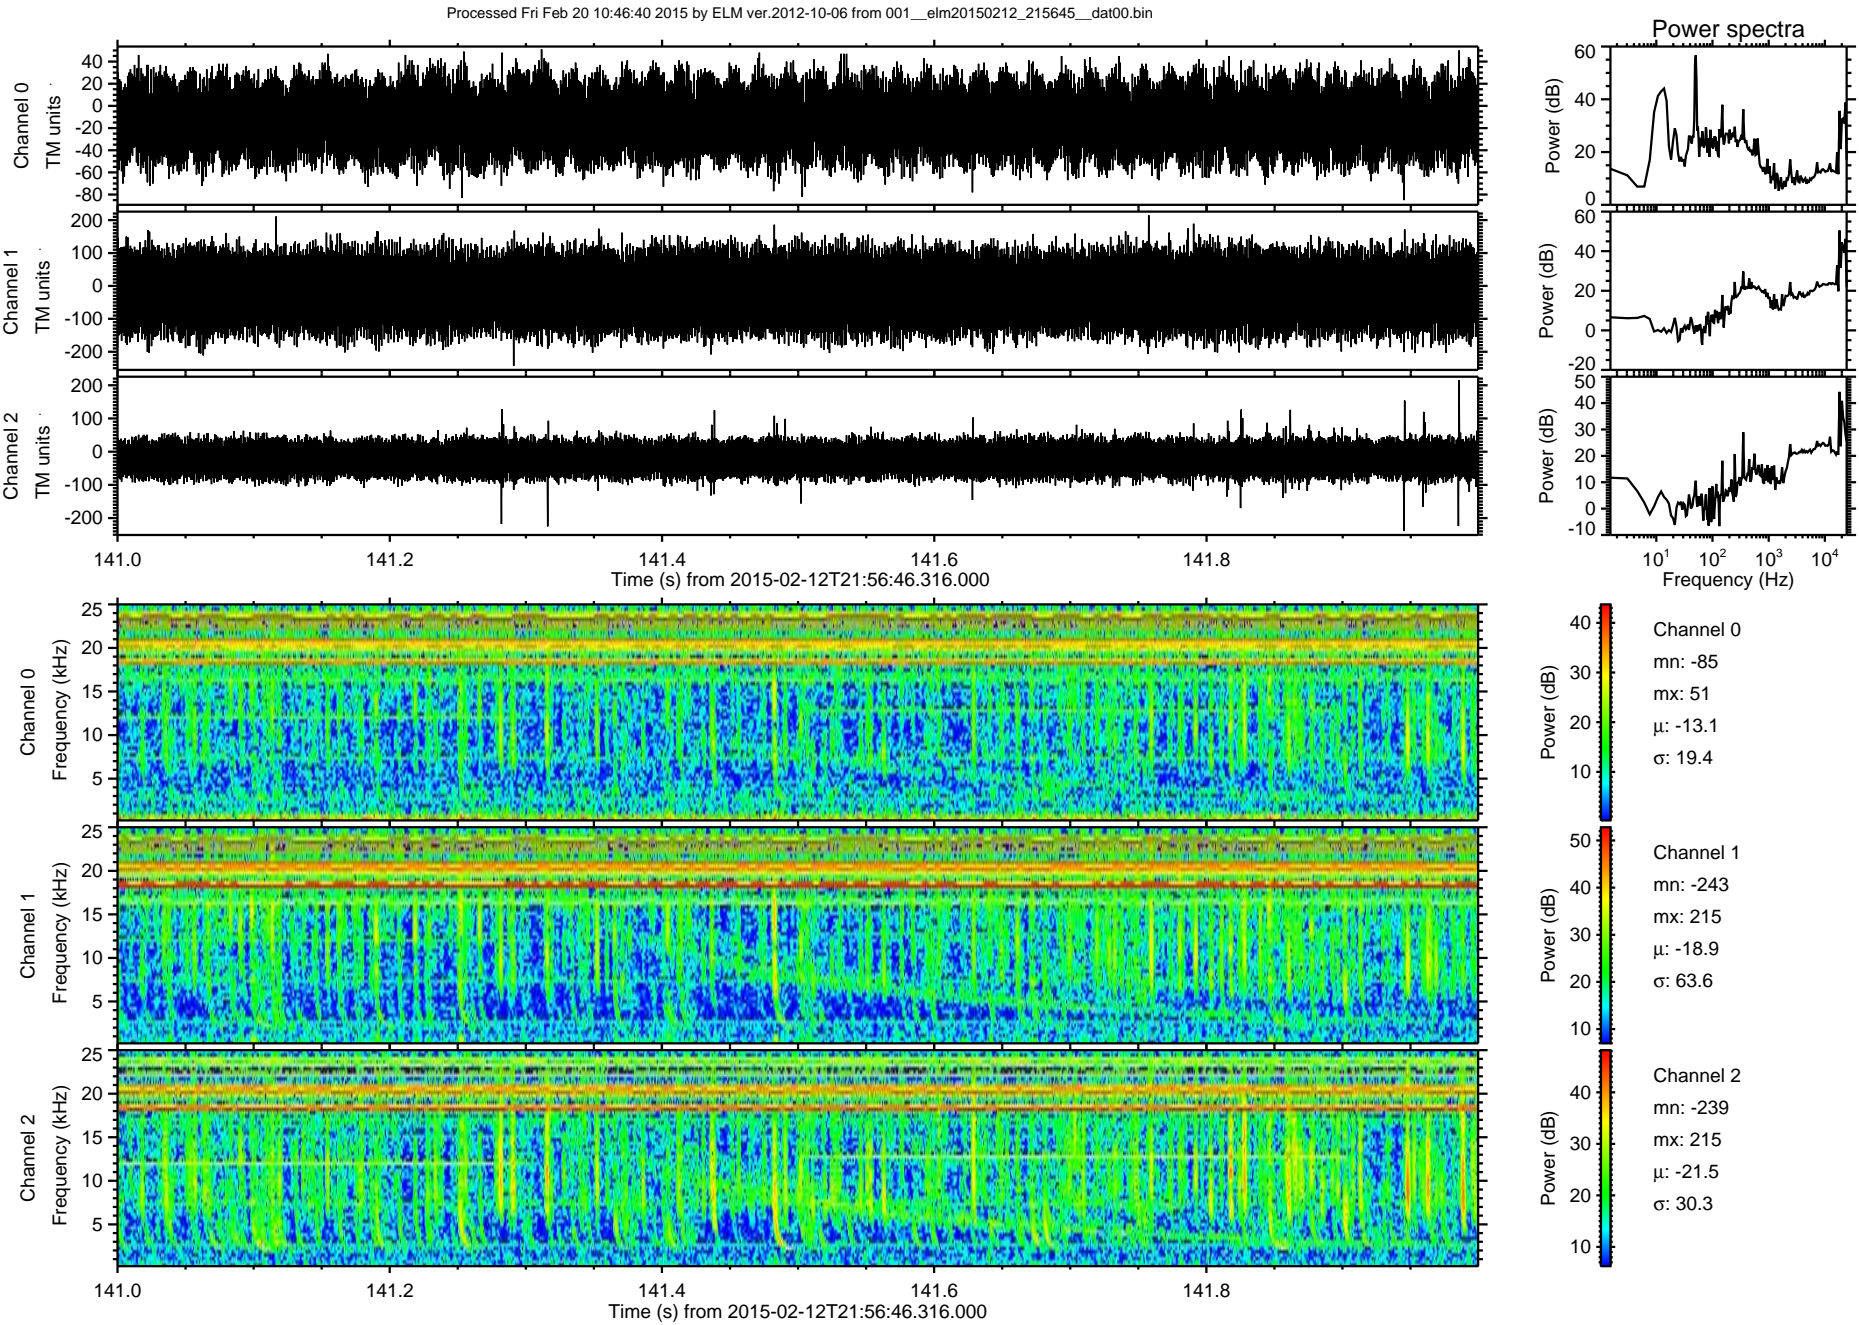 Processed Fri Feb 20 10:46:40 2015 by ELM ver.2012-10-06 from 001__elm20150212_215645__dat00.bin
Power spectra
Channel 0
TM units
40
20
0
-20
-40
-60
-80
Power (dB)
60
40
20
0
Channel 1
TM units
200
100
0
-100
-200
Power (dB)
60
40
20
0
-20
Channel 2
TM units
200
100
0
-100
-200
Power (dB)
50
40
30
20
10
0
-10
141.0 141.2 141.4 141.6 141.8
Time (s) from 2015-02-12T21:56:46.316.000
10^1 10^2 10^3 10^4
Frequency (Hz)
Channel 0
Frequency (kHz)
25
20
15
10
5
Power (dB)
40
30
20
10
Channel 0
mn: -85
mx: 51
μ: -13.1
σ: 19.4
Channel 1
Frequency (kHz)
25
20
15
10
5
Power (dB)
50
40
30
20
10
Channel 1
mn: -243
mx: 215
μ: -18.9
σ: 63.6
Channel 2
Frequency (kHz)
25
20
15
10
5
Power (dB)
40
30
20
10
Channel 2
mn: -239
mx: 215
μ: -21.5
σ: 30.3
141.0 141.2 141.4 141.6 141.8
Time (s) from 2015-02-12T21:56:46.316.000